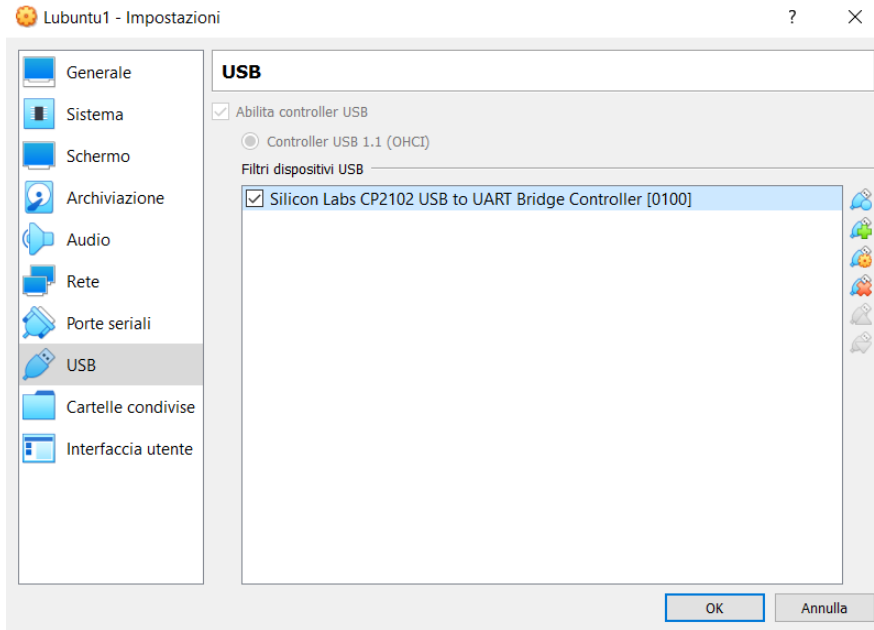 Lubuntu1 - Impostazioni
?
Generale
Sistema
Schermo
Archiviazione
Audio
Rete
Porte seriali
USB
Cartelle condivise
Interfaccia utente
USB
Abilita controller USB
Controller USB 1.1 (OHCI)
Filtri dispositivi USB
Silicon Labs CP2102 USB to UART Bridge Controller [0100]
OK
Annulla